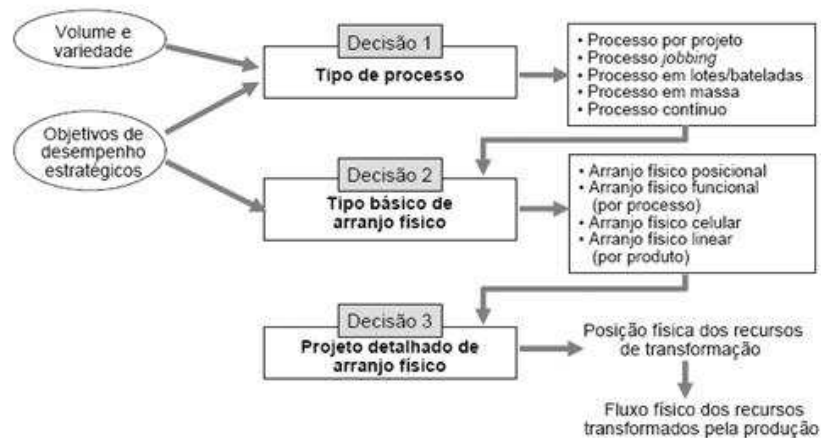 Volume e
variedade
Objetivos de
desempenho
estratégicos
Decisão 1
Tipo de processo
• Processo por projeto
• Processo jobbing
• Processo em lotes/bateladas
• Processo em massa
• Processo contínuo
Decisão 2
Tipo básico de
arranjo físico
• Arranjo físico posicional
• Arranjo físico funcional
(por processo)
• Arranjo físico celular
• Arranjo físico linear
(por produto)
Decisão 3
Projeto detalhado de
arranjo físico
Posição física dos recursos
de transformação
Fluxo físico dos recursos
transformados pela produção